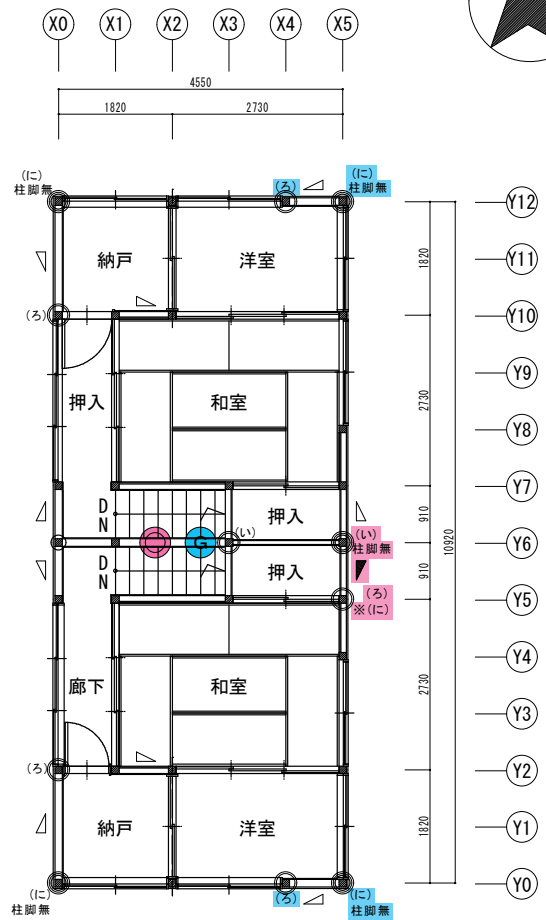 X0 X1 X2 X3 X4 X5
4550
1820 2730
(に)
柱脚無
(ろ)
(に)
柱脚無
Y12
納戸 洋室
1820
Y11
(ろ)
Y10
押入 和室
2730
Y9
Y8
Y7
DN
押入
910
(い)
G
(い)
柱脚無
Y6
10920
DN
押入
910
(ろ)
※(に)
Y5
廊下 和室
2730
Y4
Y3
(ろ)
Y2
納戸 洋室
1820
Y1
(に)
柱脚無
(ろ)
(に)
柱脚無
Y0